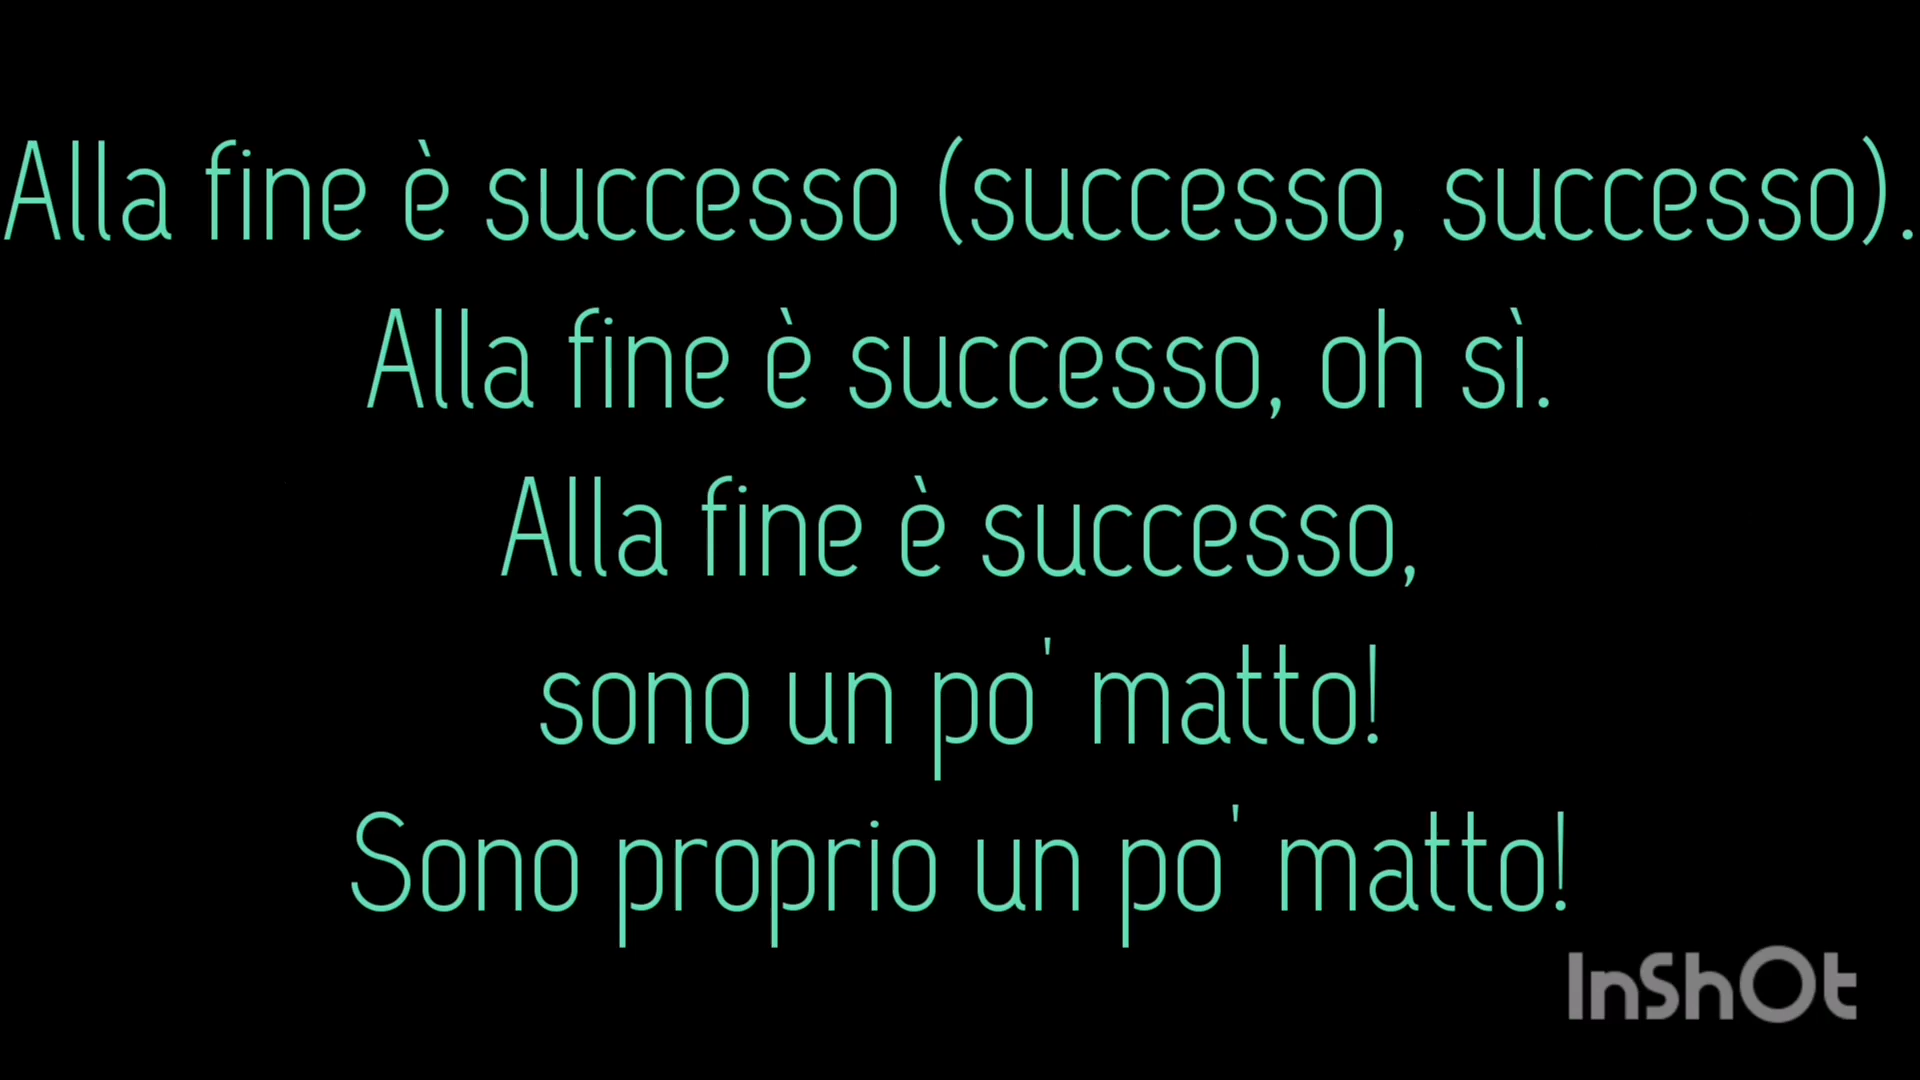 Alla fine è successo (successo, successo).
Alla fine è successo, oh sì.
Alla fine è successo,
sono un po' matto!
Sono proprio un po' matto!
InShOt